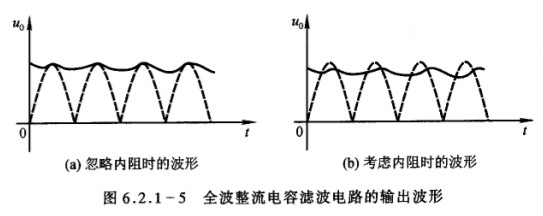 u₀
u₀
0
t
0
t
(a) 忽略内阻时的波形
(b) 考虑内阻时的波形
图 6.2.1-5 全波整流电容滤波电路的输出波形